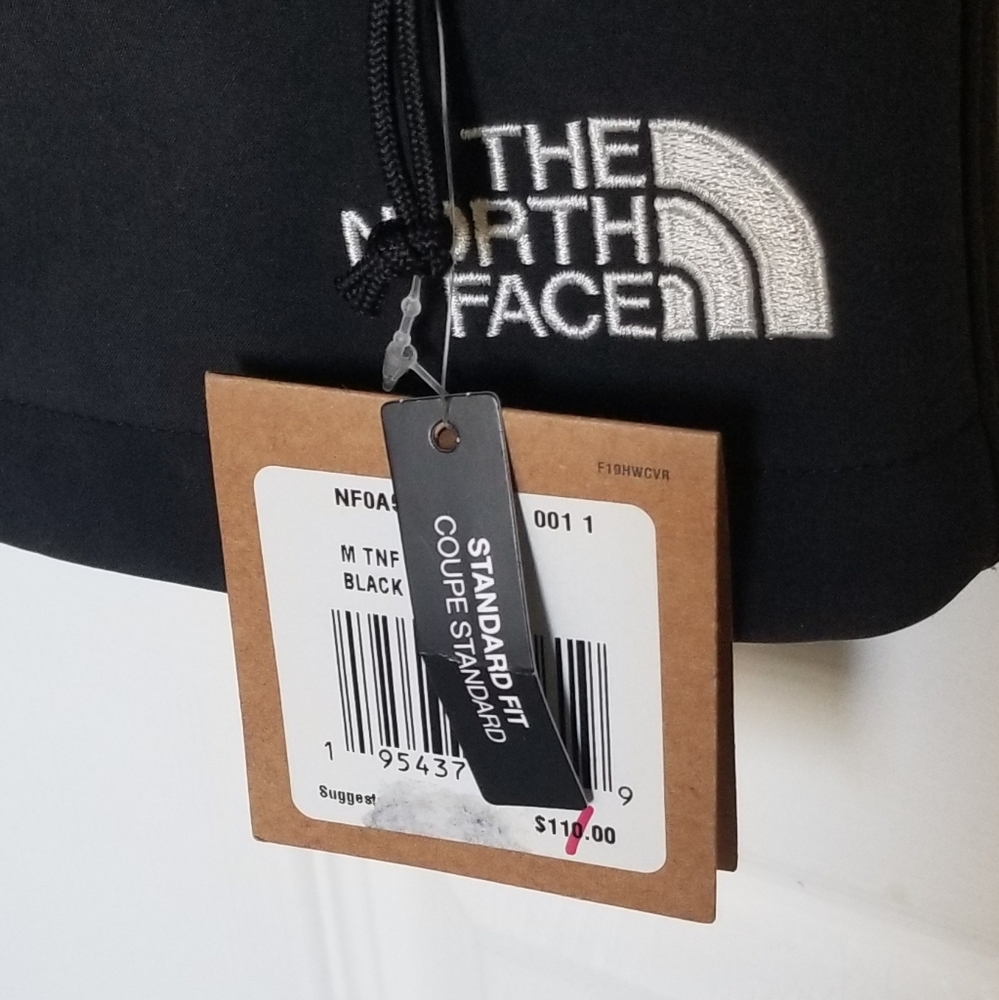 THE
NORTH
FACE
F19HWCVR
NF0A5
001 1
M TNF
BLACK
STANDARD FIT
COUPE STANDARD
1 95437 9
Suggest
$110.00